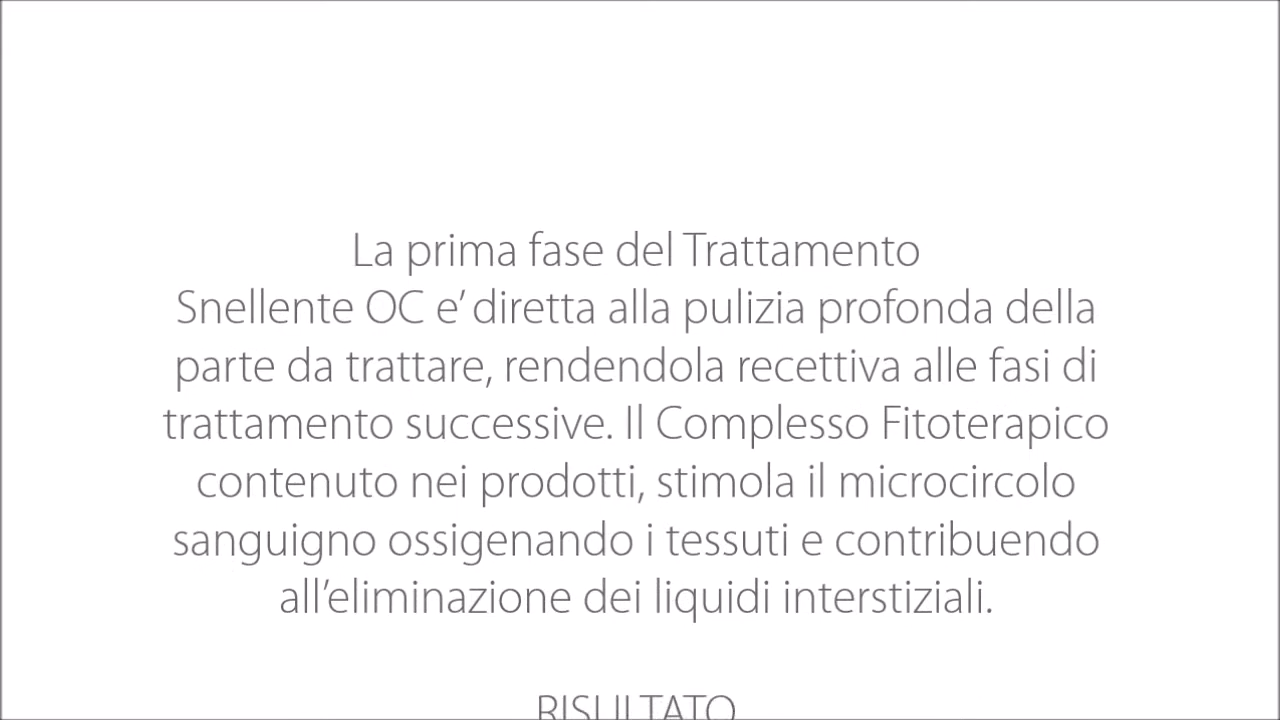 La prima fase del Trattamento
Snellente OC e’ diretta alla pulizia profonda della
parte da trattare, rendendola recettiva alle fasi di
trattamento successive. Il Complesso Fitoterapico
contenuto nei prodotti, stimola il microcircolo
sanguigno ossigenando i tessuti e contribuendo
all’eliminazione dei liquidi interstiziali.
RISULTATO